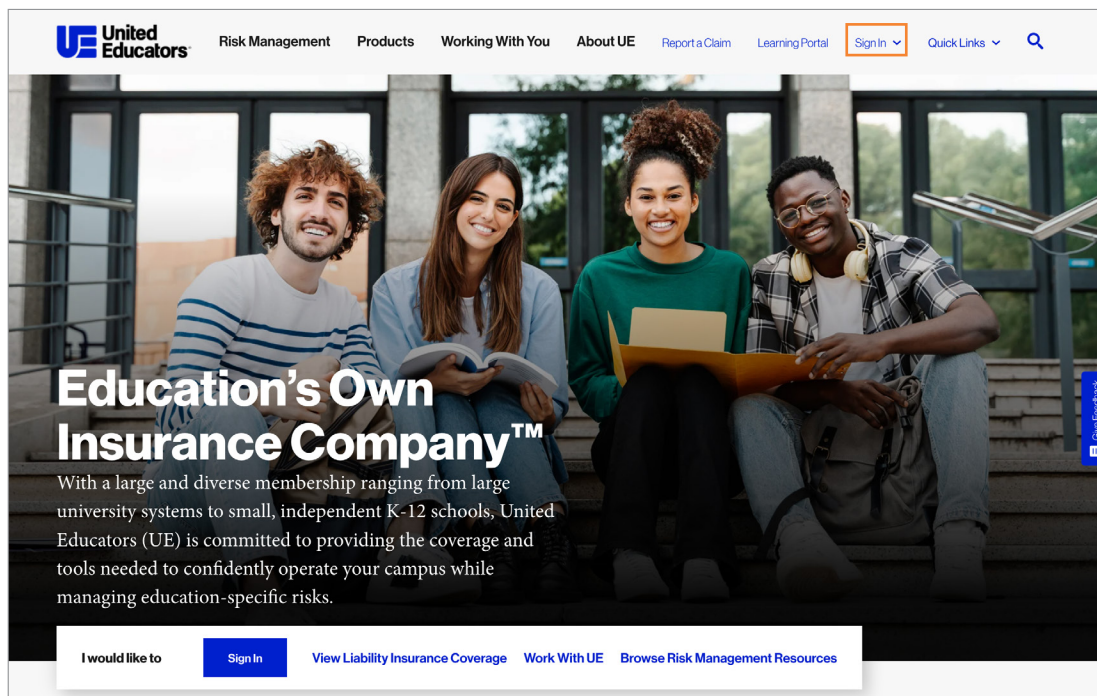 United
Educators
Risk Management Products Working With You About UE Report a Claim Learning Portal Sign In Quick Links
Education's Own
Insurance Company™
With a large and diverse membership ranging from large
university systems to small, independent K-12 schools, United
Educators (UE) is committed to providing the coverage and
tools needed to confidently operate your campus while
managing education-specific risks.
Give Feedback
I would like to Sign In View Liability Insurance Coverage Work With UE Browse Risk Management Resources